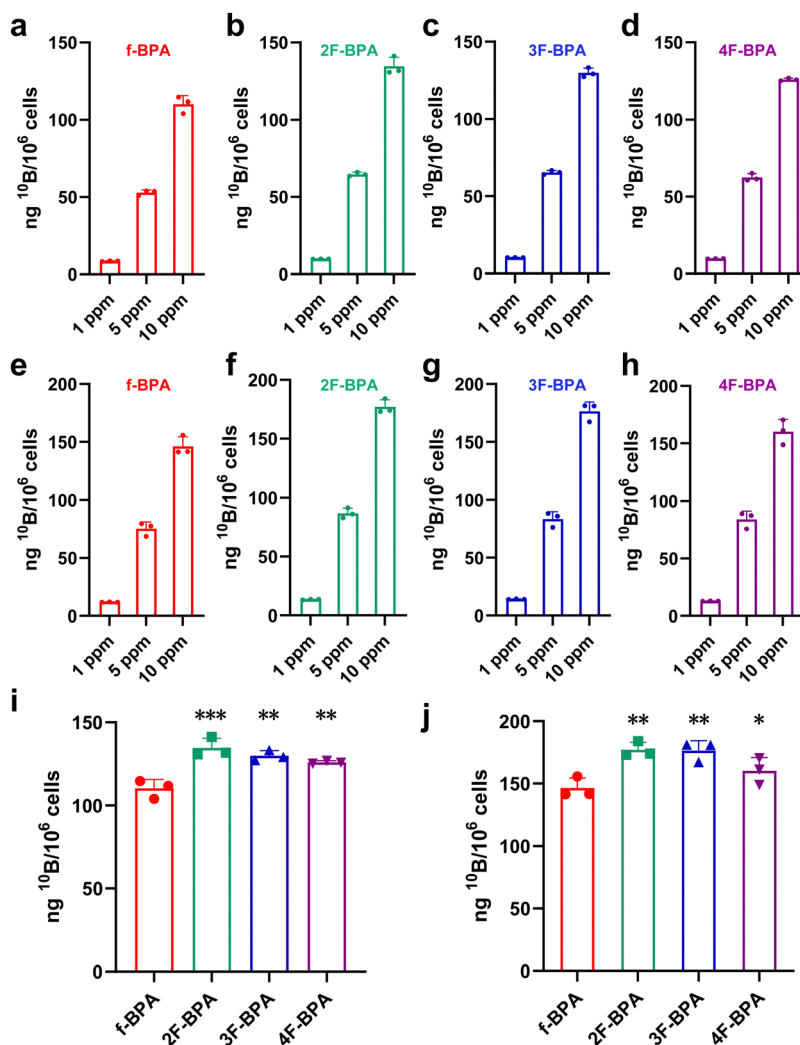 a
f-BPA
150
100
50
0
ng ¹⁰B/10⁶ cells
1 ppm
5 ppm
10 ppm
b
2F-BPA
150
100
50
0
ng ¹⁰B/10⁶ cells
1 ppm
5 ppm
10 ppm
c
3F-BPA
150
100
50
0
ng ¹⁰B/10⁶ cells
1 ppm
5 ppm
10 ppm
d
4F-BPA
150
100
50
0
ng ¹⁰B/10⁶ cells
1 ppm
5 ppm
10 ppm
e
f-BPA
200
150
100
50
0
ng ¹⁰B/10⁶ cells
1 ppm
5 ppm
10 ppm
f
2F-BPA
200
150
100
50
0
ng ¹⁰B/10⁶ cells
1 ppm
5 ppm
10 ppm
g
3F-BPA
200
150
100
50
0
ng ¹⁰B/10⁶ cells
1 ppm
5 ppm
10 ppm
h
4F-BPA
200
150
100
50
0
ng ¹⁰B/10⁶ cells
1 ppm
5 ppm
10 ppm
i
150
100
50
0
ng ¹⁰B/10⁶ cells
***
**
**
f-BPA
2F-BPA
3F-BPA
4F-BPA
j
200
150
100
50
0
ng ¹⁰B/10⁶ cells
**
**
*
f-BPA
2F-BPA
3F-BPA
4F-BPA